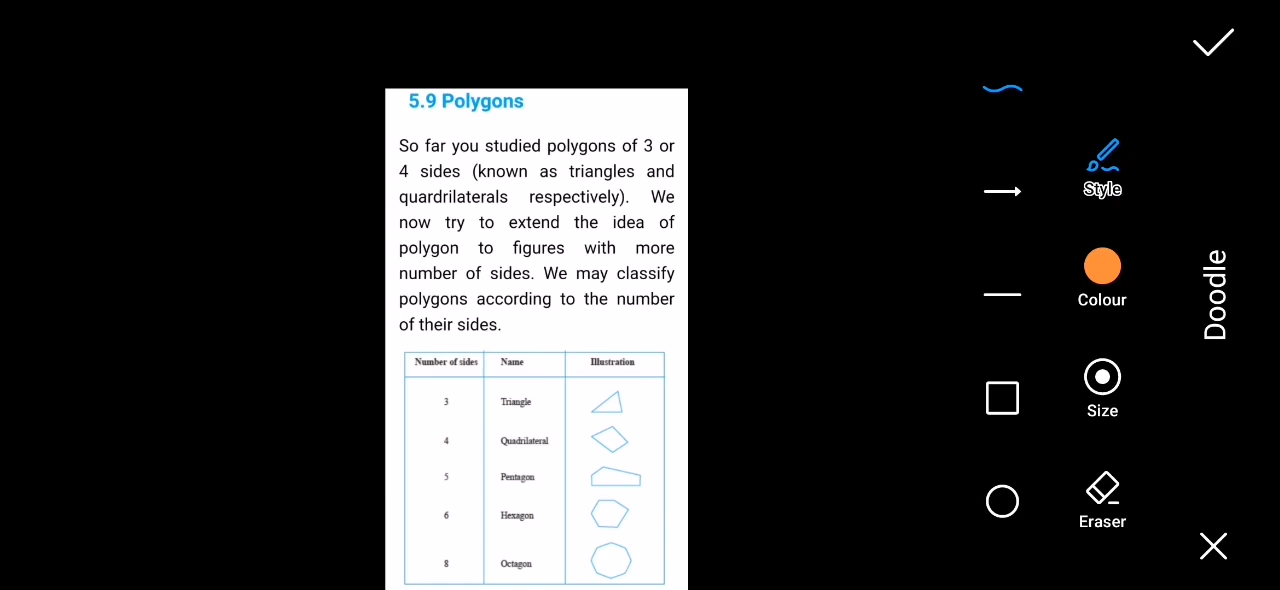 5.9 Polygons
So far you studied polygons of 3 or
4 sides (known as triangles and
quardrilaterals respectively). We
now try to extend the idea of
polygon to figures with more
number of sides. We may classify
polygons according to the number
of their sides.
Number of sides Name Illustration
3 Triangle
4 Quadrilateral
5 Pentagon
6 Hexagon
8 Octagon
Style
Colour
Size
Eraser
Doodle